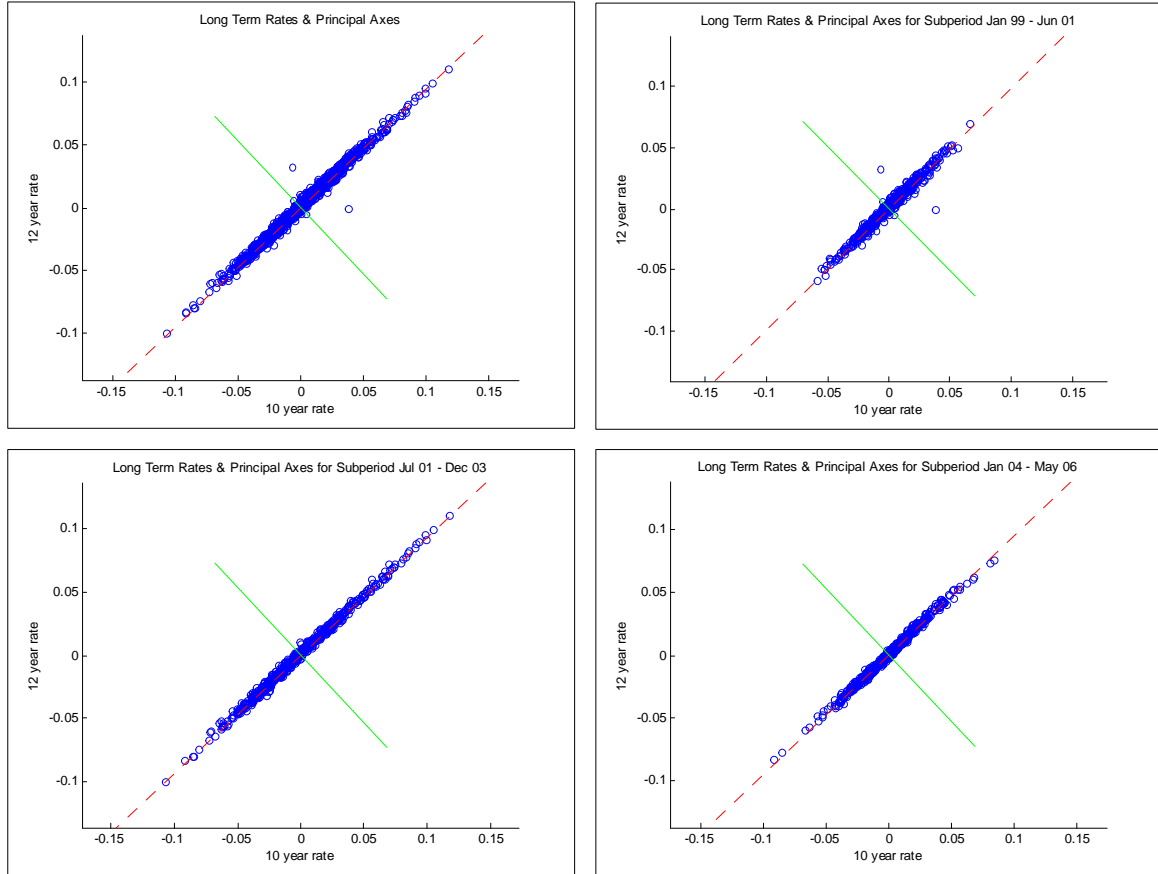 Long Term Rates & Principal Axes
0.1
0.05
0
-0.05
-0.1
12 year rate
-0.15 -0.1 -0.05 0 0.05 0.1 0.15
10 year rate
Long Term Rates & Principal Axes for Subperiod Jan 99 - Jun 01
0.1
0.05
0
-0.05
-0.1
12 year rate
-0.15 -0.1 -0.05 0 0.05 0.1 0.15
10 year rate
Long Term Rates & Principal Axes for Subperiod Jul 01 - Dec 03
0.1
0.05
0
-0.05
-0.1
12 year rate
-0.15 -0.1 -0.05 0 0.05 0.1 0.15
10 year rate
Long Term Rates & Principal Axes for Subperiod Jan 04 - May 06
0.1
0.05
0
-0.05
-0.1
12 year rate
-0.15 -0.1 -0.05 0 0.05 0.1 0.15
10 year rate